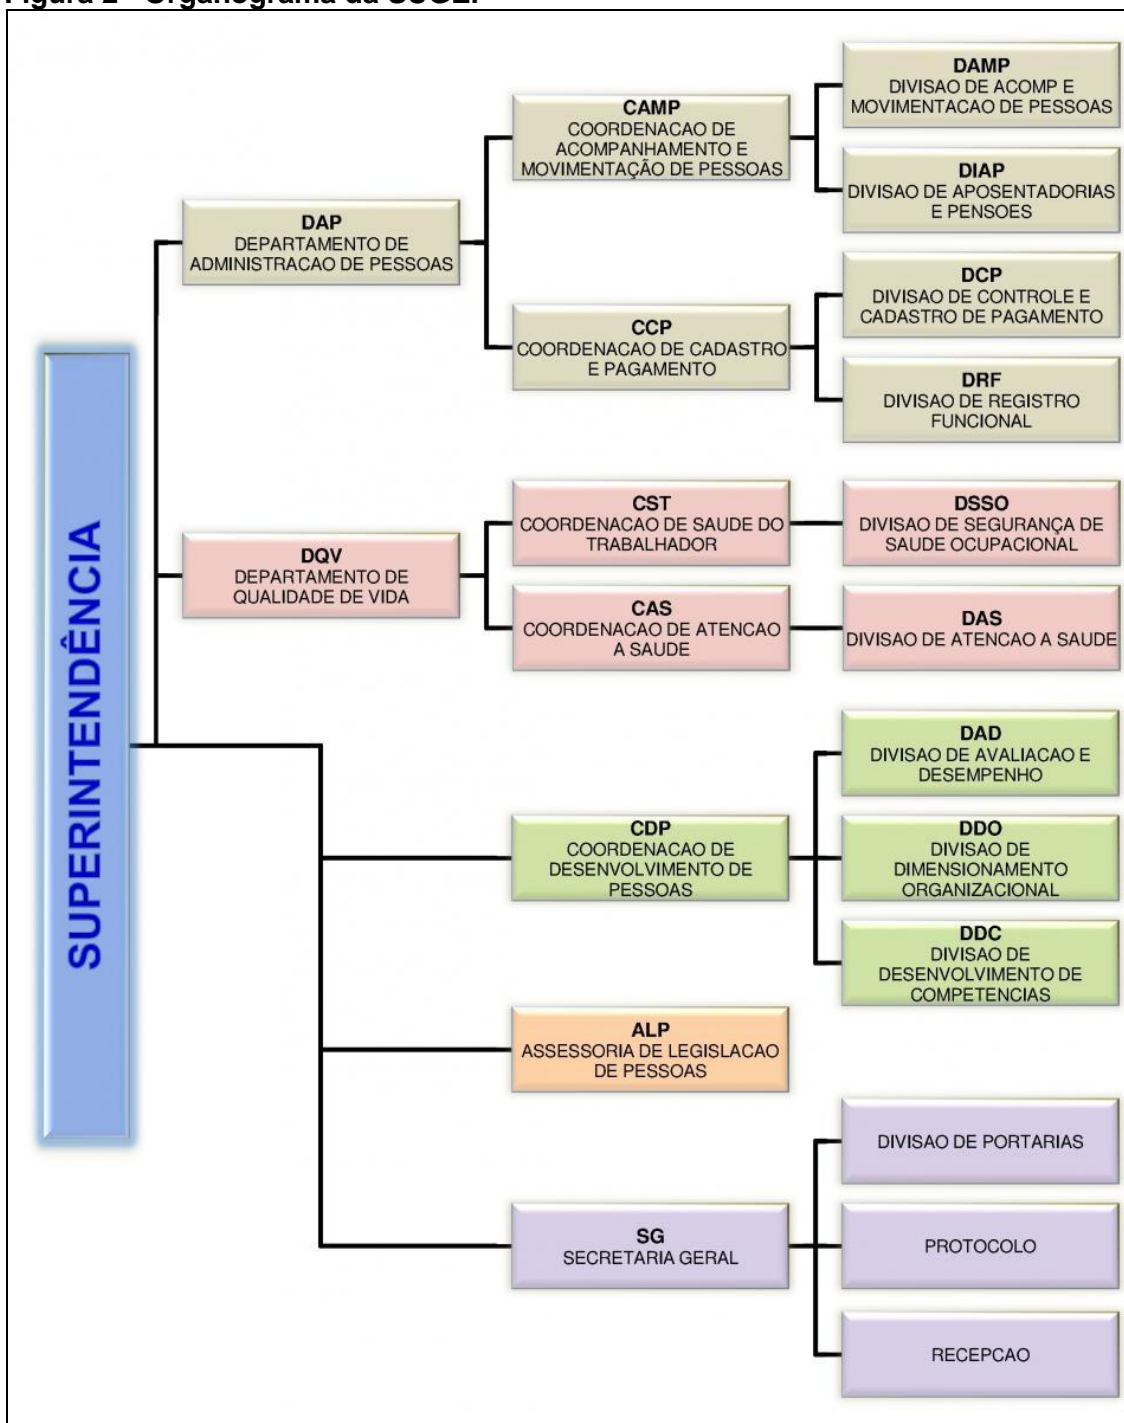 DAMP
DIVISAO DE ACOMP E
MOVIMENTACAO DE PESSOAS
CAMP
COORDENACAO DE
ACOMPANHAMENTO E
MOVIMENTAÇÃO DE PESSOAS
DIAP
DIVISAO DE APOSENTADORIAS
E PENSOES
DAP
DEPARTAMENTO DE
ADMINISTRACAO DE PESSOAS
DCP
DIVISAO DE CONTROLE E
CADASTRO DE PAGAMENTO
CCP
COORDENACAO DE CADASTRO
E PAGAMENTO
DRF
DIVISAO DE REGISTRO
FUNCIONAL
SUPERINTENDÊNCIA
CST
COORDENACAO DE SAUDE DO
TRABALHADOR
DSSO
DIVISAO DE SEGURANÇA DE
SAUDE OCUPACIONAL
DQV
DEPARTAMENTO DE
QUALIDADE DE VIDA
CAS
COORDENACAO DE ATENCAO
A SAUDE
DAS
DIVISAO DE ATENCAO A SAUDE
DAD
DIVISAO DE AVALIACAO E
DESEMPENHO
CDP
COORDENACAO DE
DESENVOLVIMENTO DE
PESSOAS
DDO
DIVISAO DE
DIMENSIONAMENTO
ORGANIZACIONAL
DDC
DIVISAO DE
DESENVOLVIMENTO DE
COMPETENCIAS
ALP
ASSESSORIA DE LEGISLACAO
DE PESSOAS
DIVISAO DE PORTARIAS
SG
SECRETARIA GERAL
PROTOCOLO
RECEPCAO